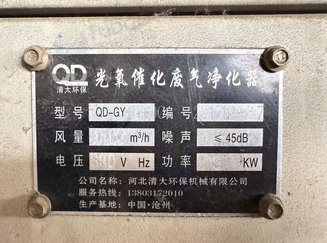 QD 光氧催化废气净化器
清大环保
型号 QD-GY 编号
风量 m³/h 噪声 ≤45dB
电压 V Hz 功率 KW
公司名称：河北清大环保机械有限公司
服务热线：13803172010
生产基地：中国·沧州